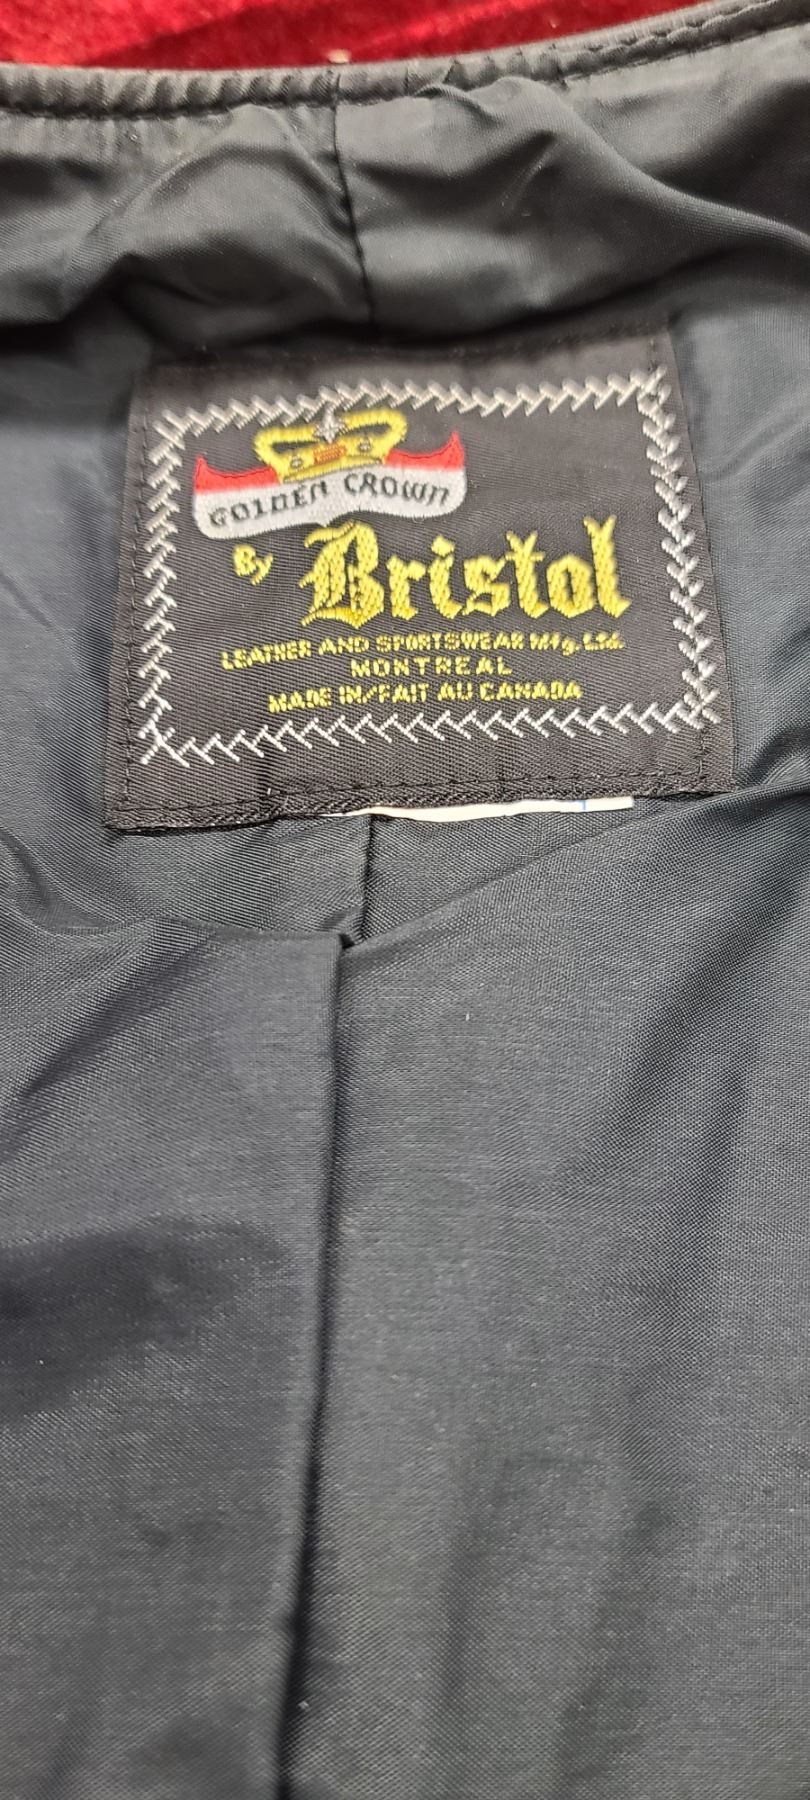 GOLDEN CROWN
By Bristol
LEATHER AND SPORTSWEAR Mfg. Ltd.
MONTREAL
MADE IN/FAIT AU CANADA